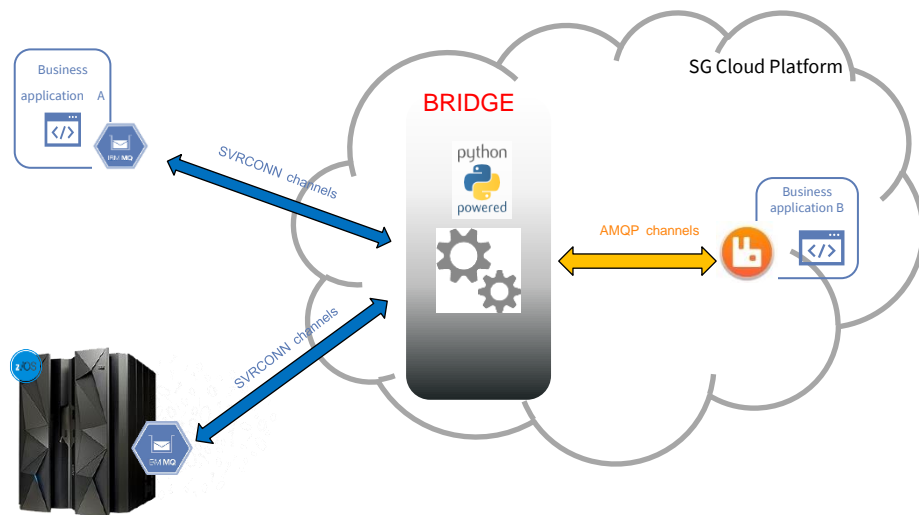 SG Cloud Platform
BRIDGE
Business
application A
</>
IBM MQ
SVRCONN channels
python
powered
Business
application B
</>
AMQP channels
SVRCONN channels
z/OS
IBM MQ